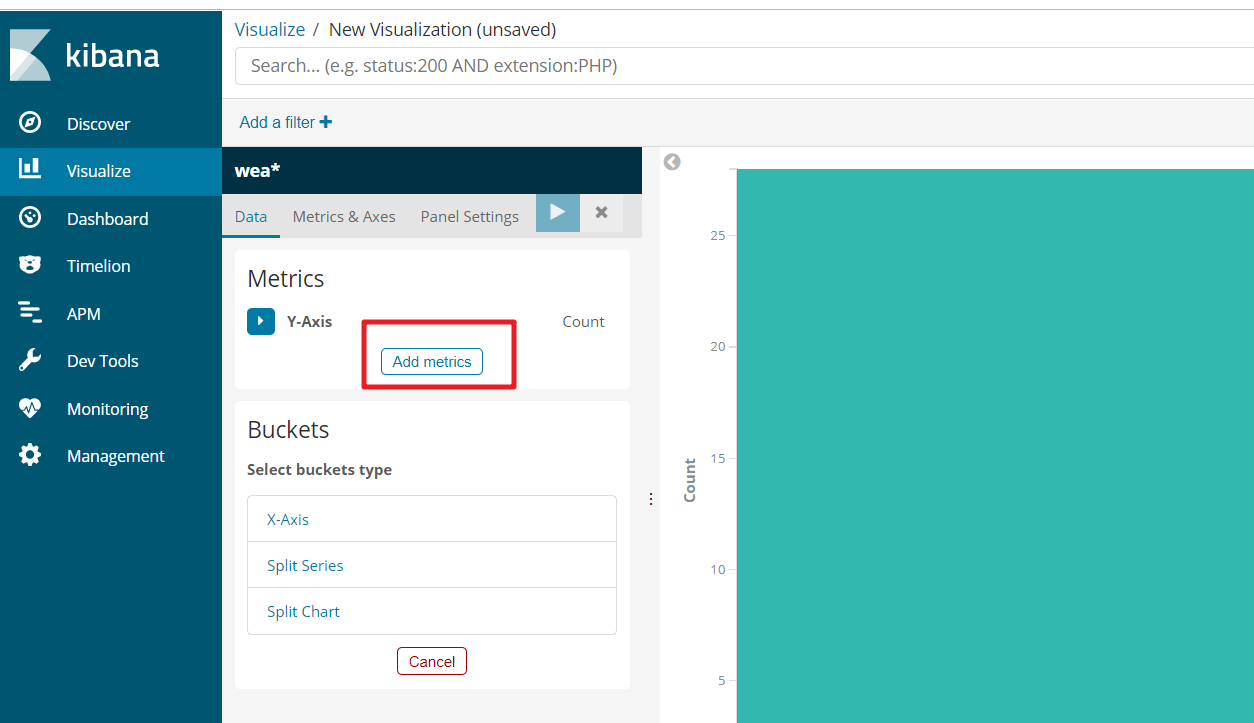 kibana
Discover
Visualize
Dashboard
Timelion
APM
Dev Tools
Monitoring
Management
Visualize / New Visualization (unsaved)
Search... (e.g. status:200 AND extension:PHP)
Add a filter +
wea*
Data Metrics & Axes Panel Settings
Metrics
Y-Axis Count
Add metrics
Buckets
Select buckets type
X-Axis
Split Series
Split Chart
Cancel
Count
25
20
15
10
5